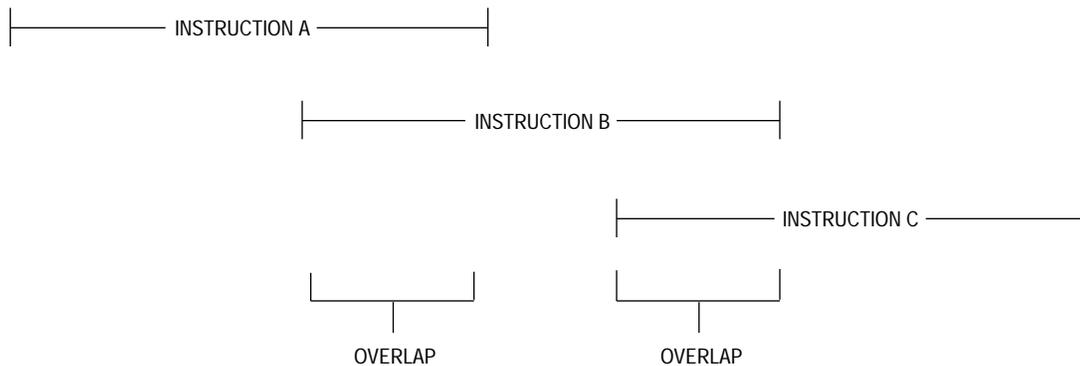 INSTRUCTION A
INSTRUCTION B
INSTRUCTION C
OVERLAP
OVERLAP